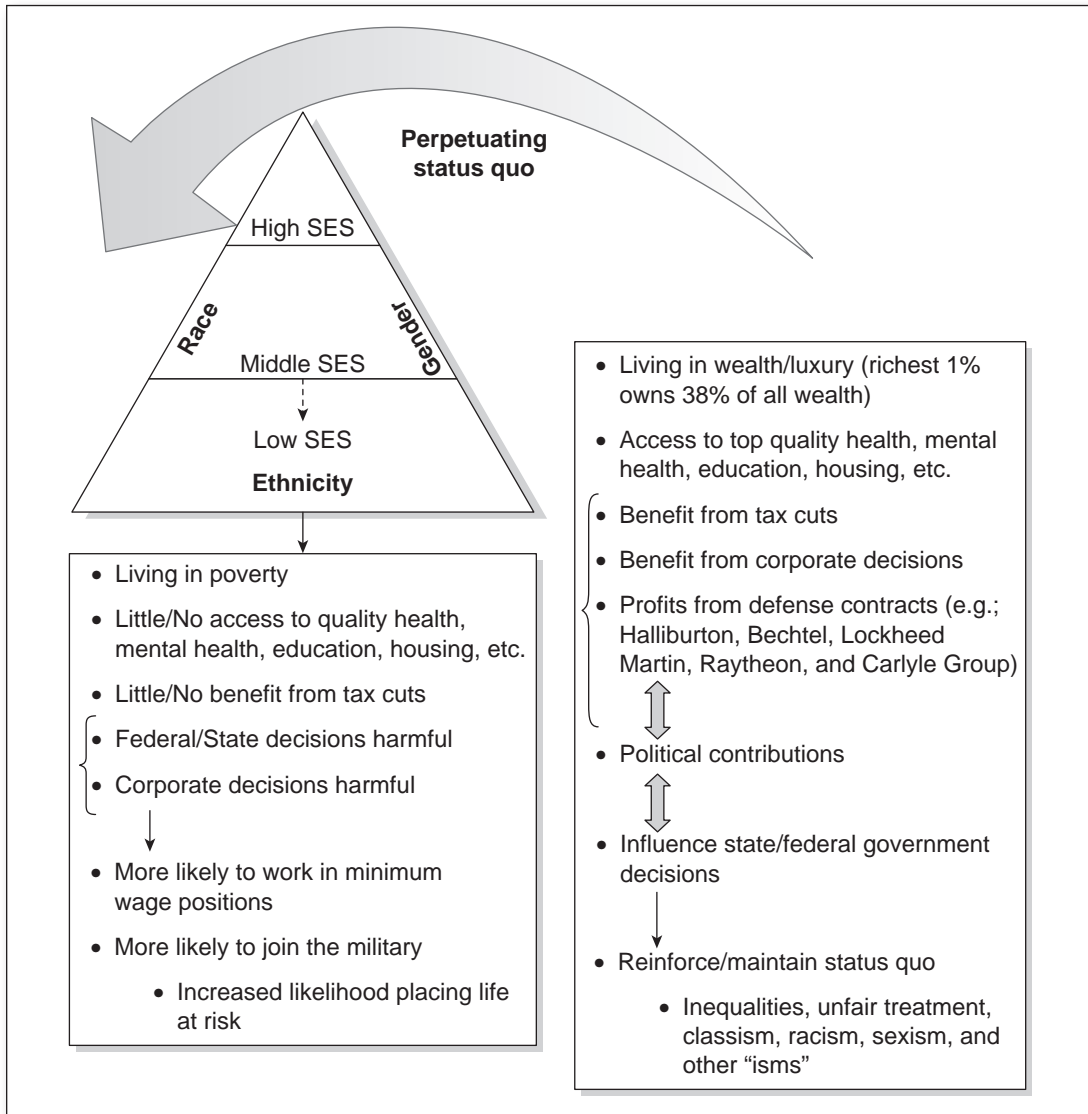 Perpetuating
status quo
High SES
Race
Gender
Middle SES
Low SES
Ethnicity
• Living in poverty
• Little/No access to quality health,
mental health, education, housing, etc.
• Little/No benefit from tax cuts
• Federal/State decisions harmful
• Corporate decisions harmful
• More likely to work in minimum
wage positions
• More likely to join the military
• Increased likelihood placing life
at risk
• Living in wealth/luxury (richest 1%
owns 38% of all wealth)
• Access to top quality health, mental
health, education, housing, etc.
• Benefit from tax cuts
• Benefit from corporate decisions
• Profits from defense contracts (e.g.;
Halliburton, Bechtel, Lockheed
Martin, Raytheon, and Carlyle Group)
• Political contributions
• Influence state/federal government
decisions
• Reinforce/maintain status quo
• Inequalities, unfair treatment,
classism, racism, sexism, and
other “isms”